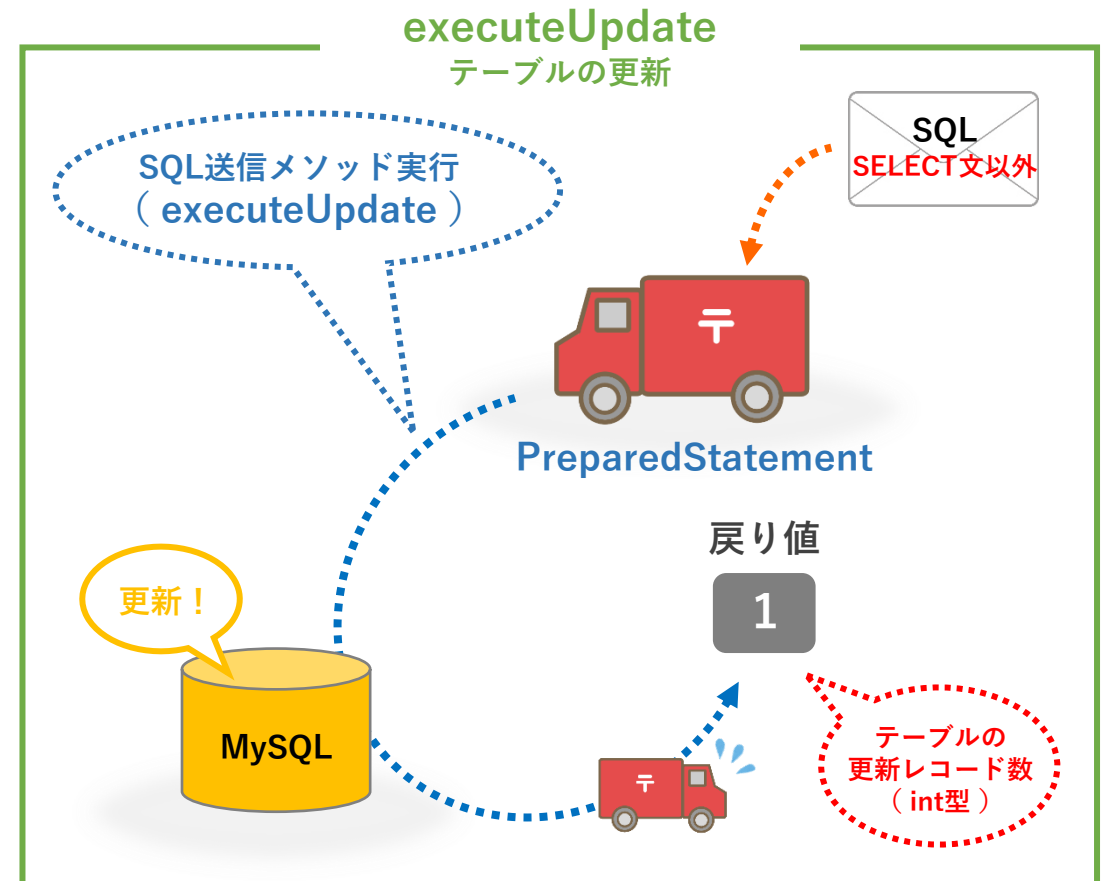 executeUpdate
テーブルの更新
SQL
SELECT文以外
SQL送信メソッド実行
（ executeUpdate ）
〒
PreparedStatement
戻り値
1
更新！
MySQL
〒
テーブルの
更新レコード数
（ int型 ）